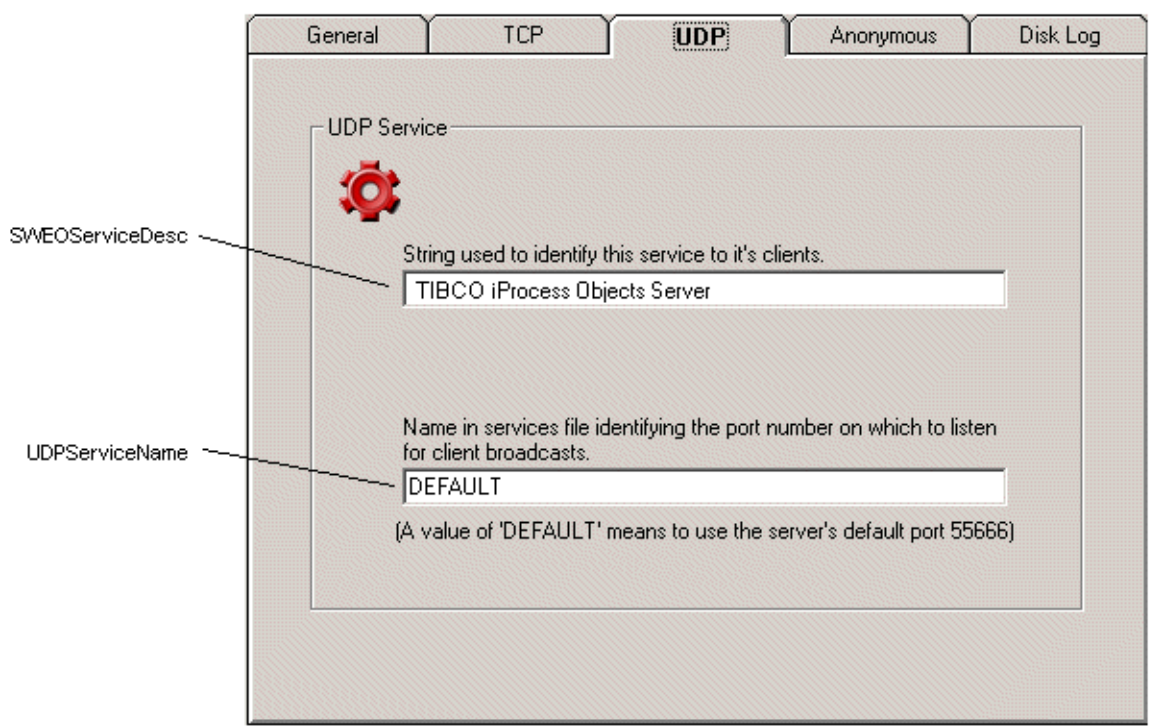 General TCP UDP Anonymous Disk Log
UDP Service
SWEOServiceDesc
String used to identify this service to it's clients.
TIBCO iProcess Objects Server
Name in services file identifying the port number on which to listen
for client broadcasts.
UDPServiceName
DEFAULT
(A value of 'DEFAULT' means to use the server's default port 55666)